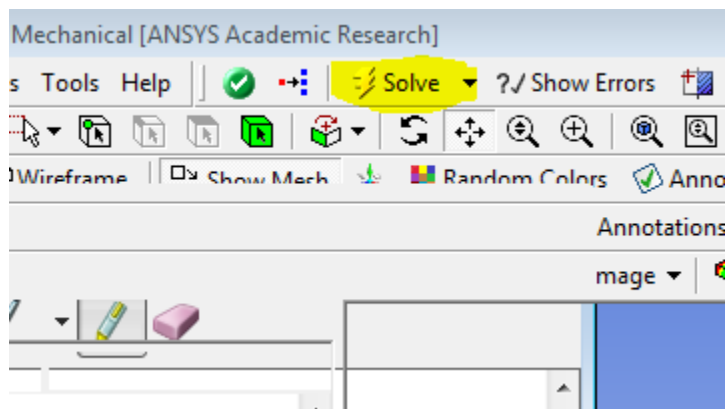 Mechanical [ANSYS Academic Research]
s Tools Help Solve ?/ Show Errors
Wireframe Show Mesh Random Colors Anno
Annotations
mage